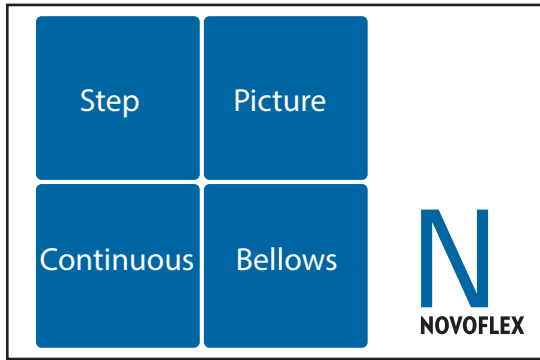 Step
Picture
Continuous
Bellows
N
NOVOFLEX